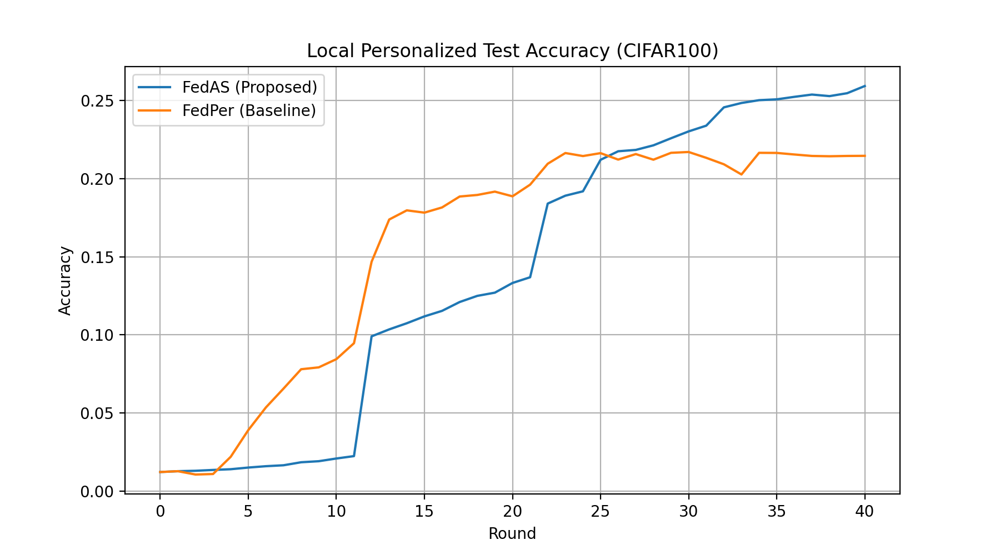 Local Personalized Test Accuracy (CIFAR100)
FedAS (Proposed)
FedPer (Baseline)
0.25
0.20
0.15
0.10
0.05
0.00
Accuracy
0 5 10 15 20 25 30 35 40
Round